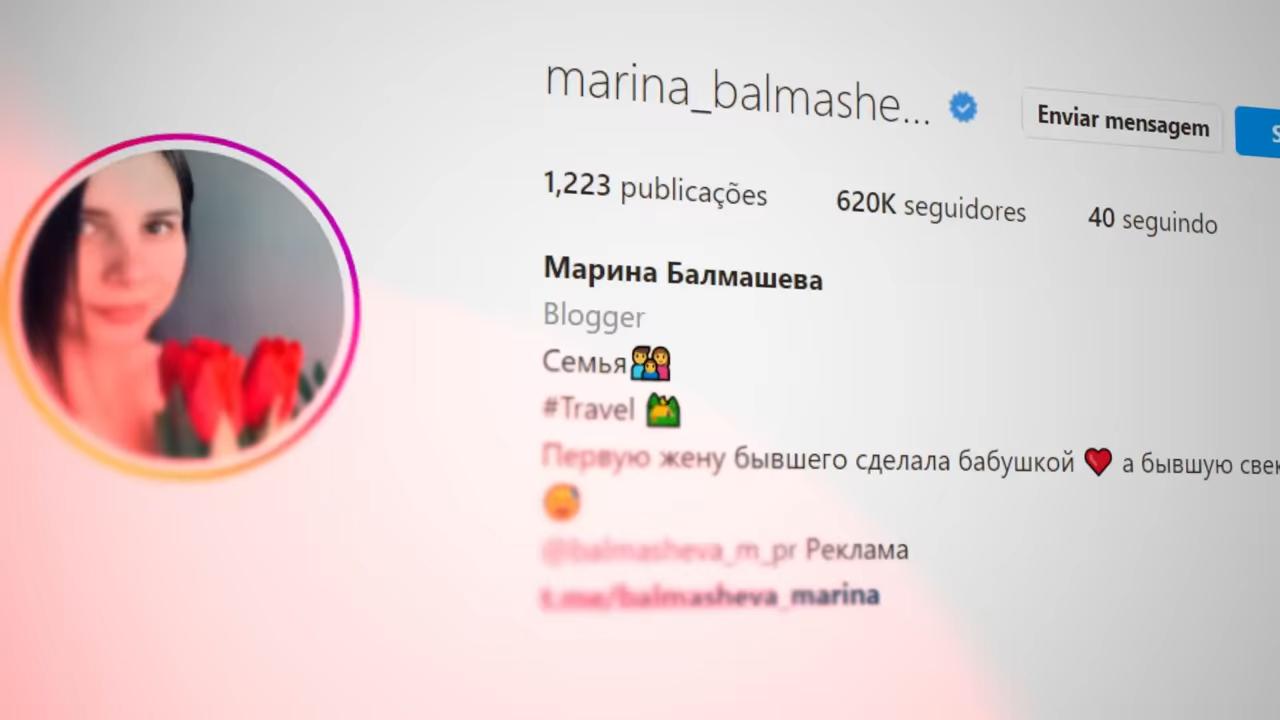 marina_balmashe...
Enviar mensagem
1,223 publicações
620K seguidores
40 seguindo
Марина Балмашева
Blogger
Семья
#Travel
Первую жену бывшего сделала бабушкой а бывшую
@balmasheva_m_pr Реклама
t.me/balmasheva_marina